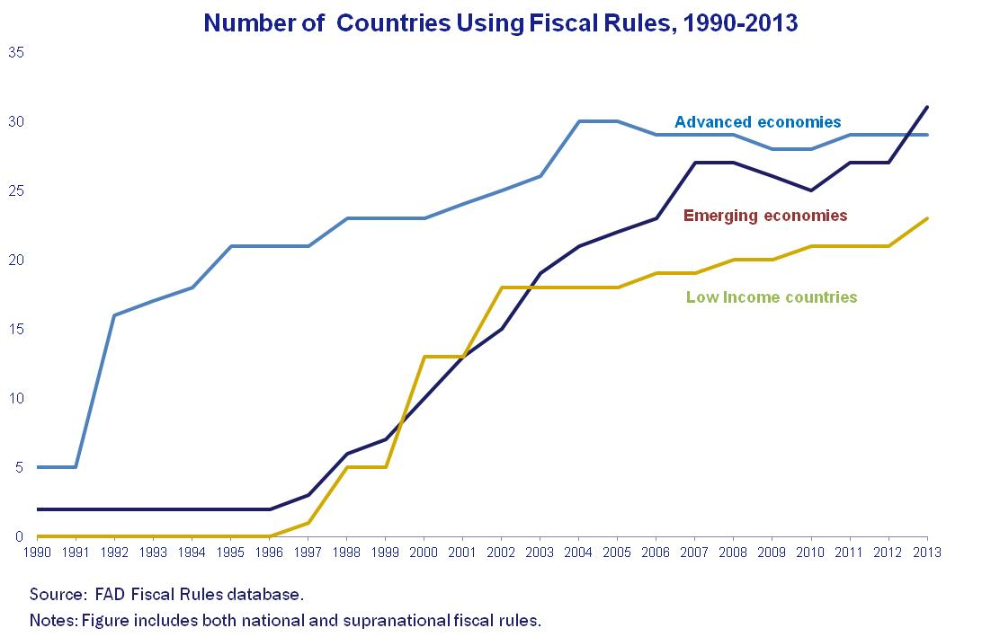 Number of Countries Using Fiscal Rules, 1990-2013
35
30
25
20
15
10
5
0
Advanced economies
Emerging economies
Low Income countries
1990 1991 1992 1993 1994 1995 1996 1997 1998 1999 2000 2001 2002 2003 2004 2005 2006 2007 2008 2009 2010 2011 2012 2013
Source: FAD Fiscal Rules database.
Notes: Figure includes both national and supranational fiscal rules.